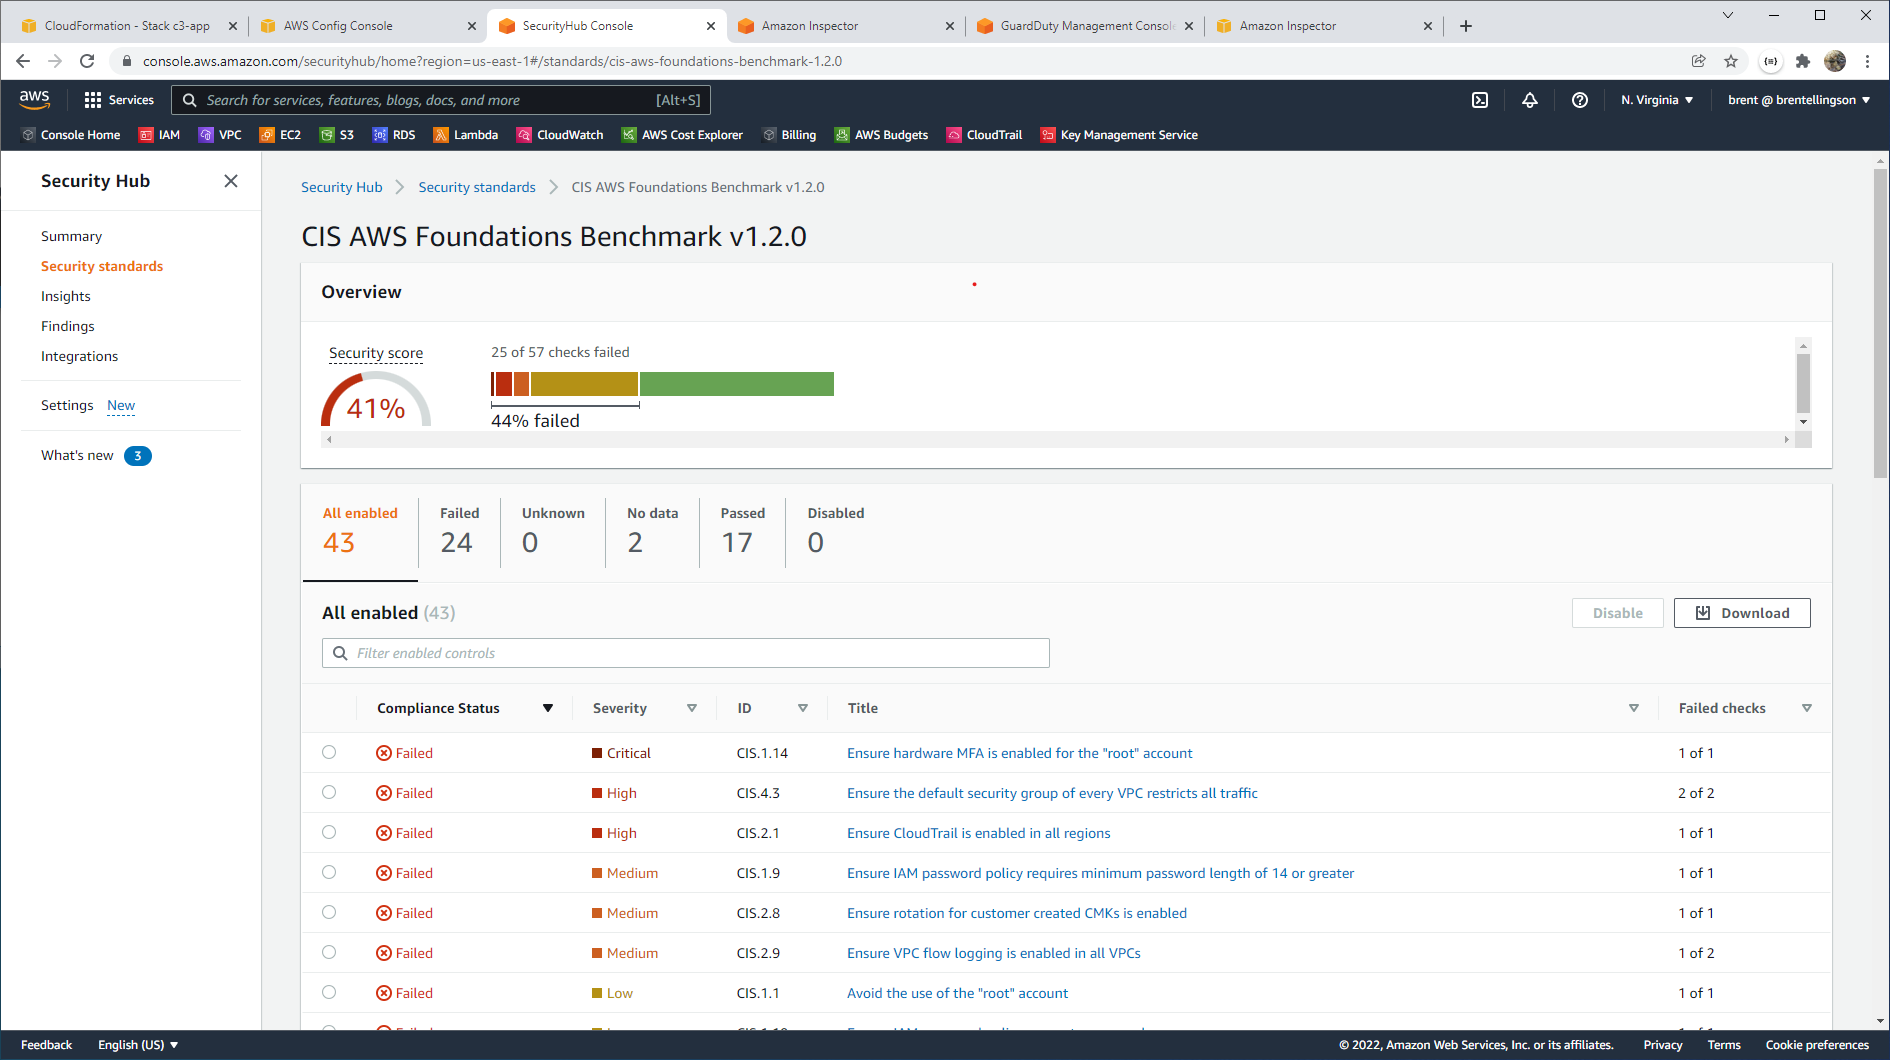 CloudFormation - Stack c3-app
AWS Config Console
SecurityHub Console
Amazon Inspector
GuardDuty Management Console
Amazon Inspector
console.aws.amazon.com/securityhub/home?region=us-east-1#/standards/cis-aws-foundations-benchmark-1.2.0
aws
Services
Search for services, features, blogs, docs, and more
[Alt+S]
N. Virginia
brent @ brentellingson
Console Home
IAM
VPC
EC2
S3
RDS
Lambda
CloudWatch
AWS Cost Explorer
Billing
AWS Budgets
CloudTrail
Key Management Service
Security Hub
Summary
Security standards
Insights
Findings
Integrations
Settings New
What's new 3
Security Hub
Security standards
CIS AWS Foundations Benchmark v1.2.0
CIS AWS Foundations Benchmark v1.2.0
Overview
Security score
41%
25 of 57 checks failed
44% failed
All enabled
43
Failed
24
Unknown
0
No data
2
Passed
17
Disabled
0
All enabled (43)
Disable
Download
Filter enabled controls
Compliance Status Severity ID Title Failed checks
Failed Critical CIS.1.14 Ensure hardware MFA is enabled for the "root" account 1 of 1
Failed High CIS.4.3 Ensure the default security group of every VPC restricts all traffic 2 of 2
Failed High CIS.2.1 Ensure CloudTrail is enabled in all regions 1 of 1
Failed Medium CIS.1.9 Ensure IAM password policy requires minimum password length of 14 or greater 1 of 1
Failed Medium CIS.2.8 Ensure rotation for customer created CMKs is enabled 1 of 1
Failed Medium CIS.2.9 Ensure VPC flow logging is enabled in all VPCs 1 of 2
Failed Low CIS.1.1 Avoid the use of the "root" account 1 of 1
Feedback
English (US)
© 2022, Amazon Web Services, Inc. or its affiliates.
Privacy
Terms
Cookie preferences